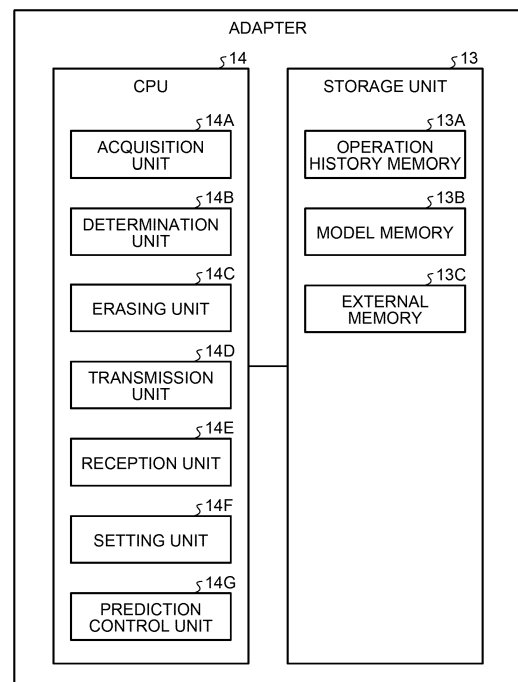 ADAPTER
14
CPU
14A
ACQUISITION
UNIT
14B
DETERMINATION
UNIT
14C
ERASING UNIT
14D
TRANSMISSION
UNIT
14E
RECEPTION UNIT
14F
SETTING UNIT
14G
PREDICTION
CONTROL UNIT
13
STORAGE UNIT
13A
OPERATION
HISTORY MEMORY
13B
MODEL MEMORY
13C
EXTERNAL
MEMORY